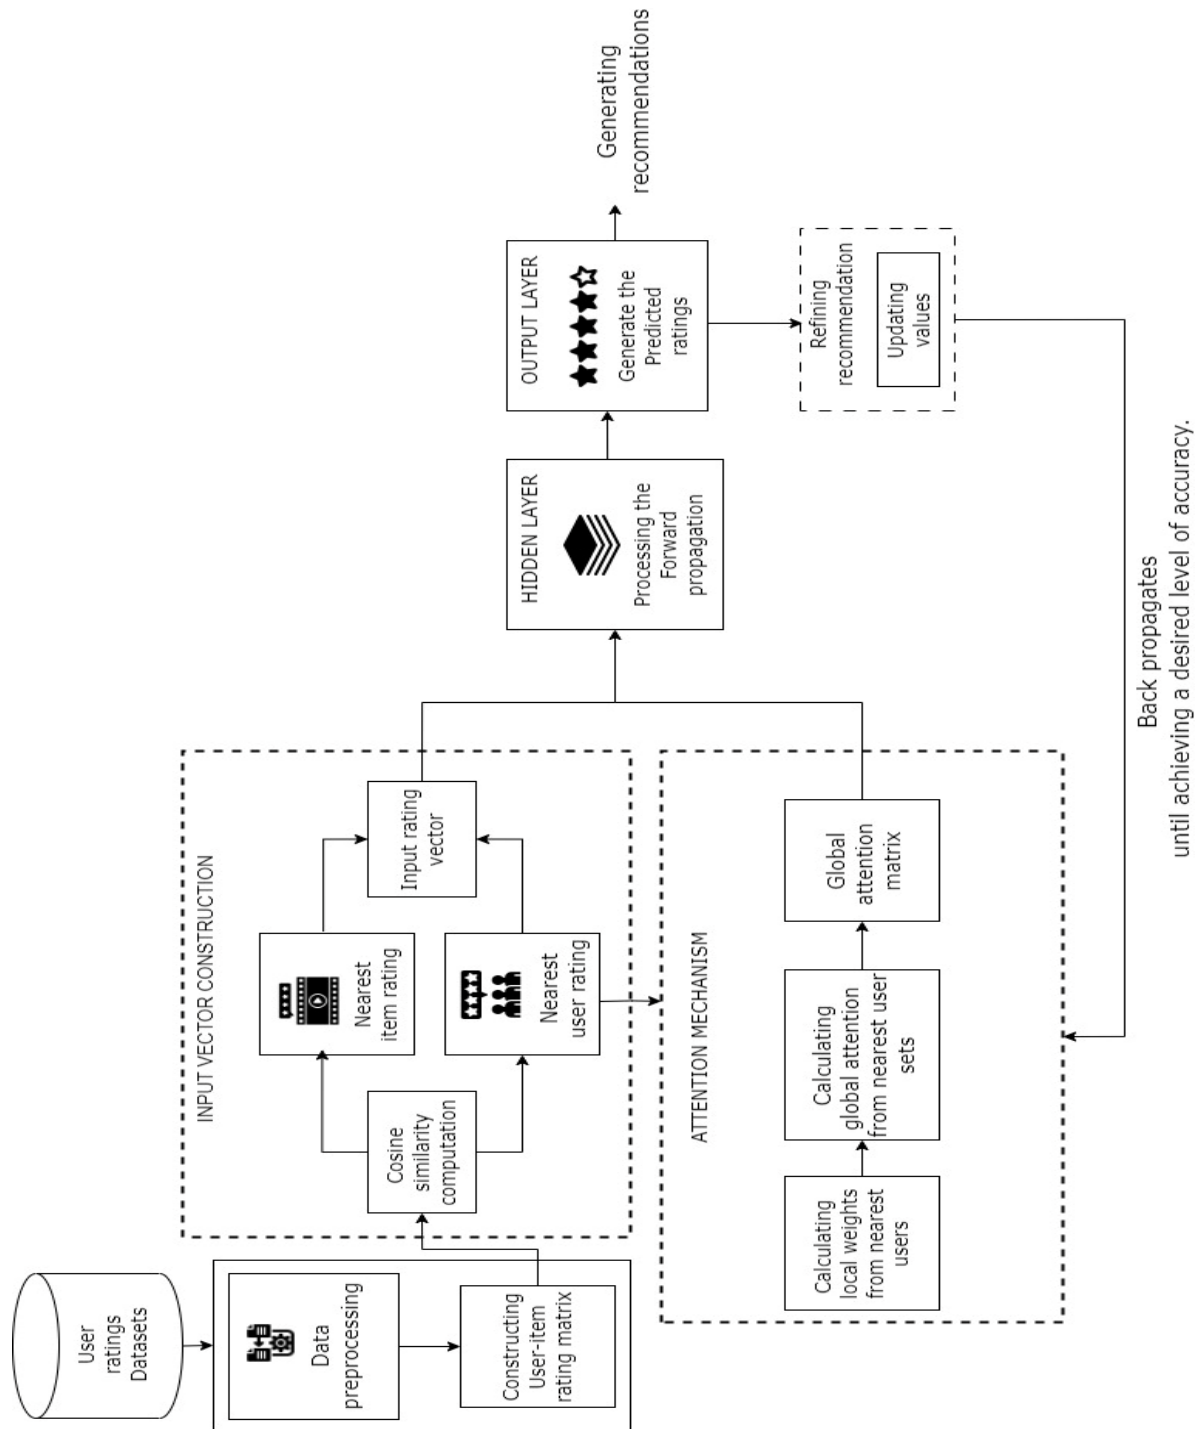 User
ratings
Datasets
Data
preprocessing
Constructing
User-item
rating matrix
INPUT VECTOR CONSTRUCTION
Cosine
similarity
computation
Nearest
item rating
Nearest
user rating
Input rating
vector
ATTENTION MECHANISM
Calculating
local weights
from nearest
users
Calculating
global attention
from nearest user
sets
Global
attention
matrix
HIDDEN LAYER
Processing the
Forward
propagation
OUTPUT LAYER
Generate the
Predicted
ratings
Generating
recommendations
Refining
recommendation
Updating
values
Back propagates
until achieving a desired level of accuracy.